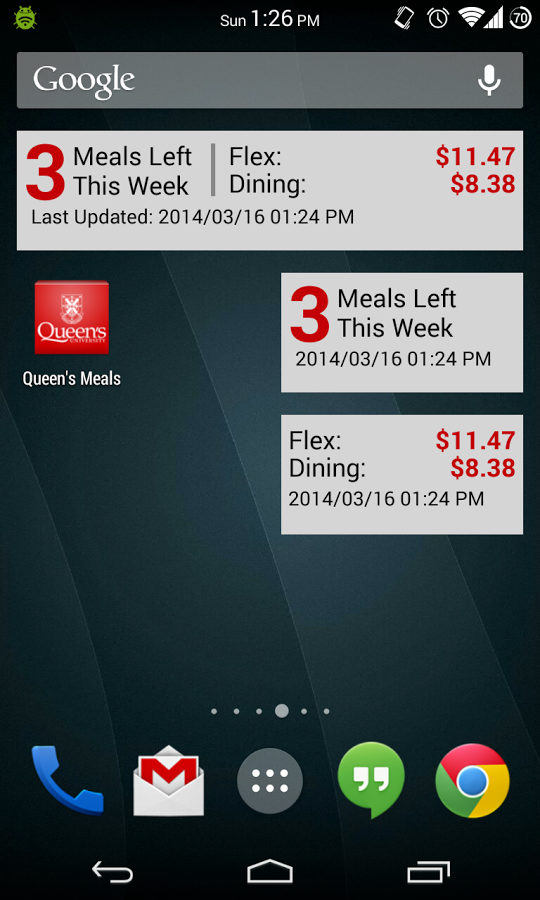 Sun 1:26 PM
70
Google
3 Meals Left
This Week
Flex: $11.47
Dining: $8.38
Last Updated: 2014/03/16 01:24 PM
Queen's
UNIVERSITY
Queen's Meals
3 Meals Left
This Week
2014/03/16 01:24 PM
Flex: $11.47
Dining: $8.38
2014/03/16 01:24 PM